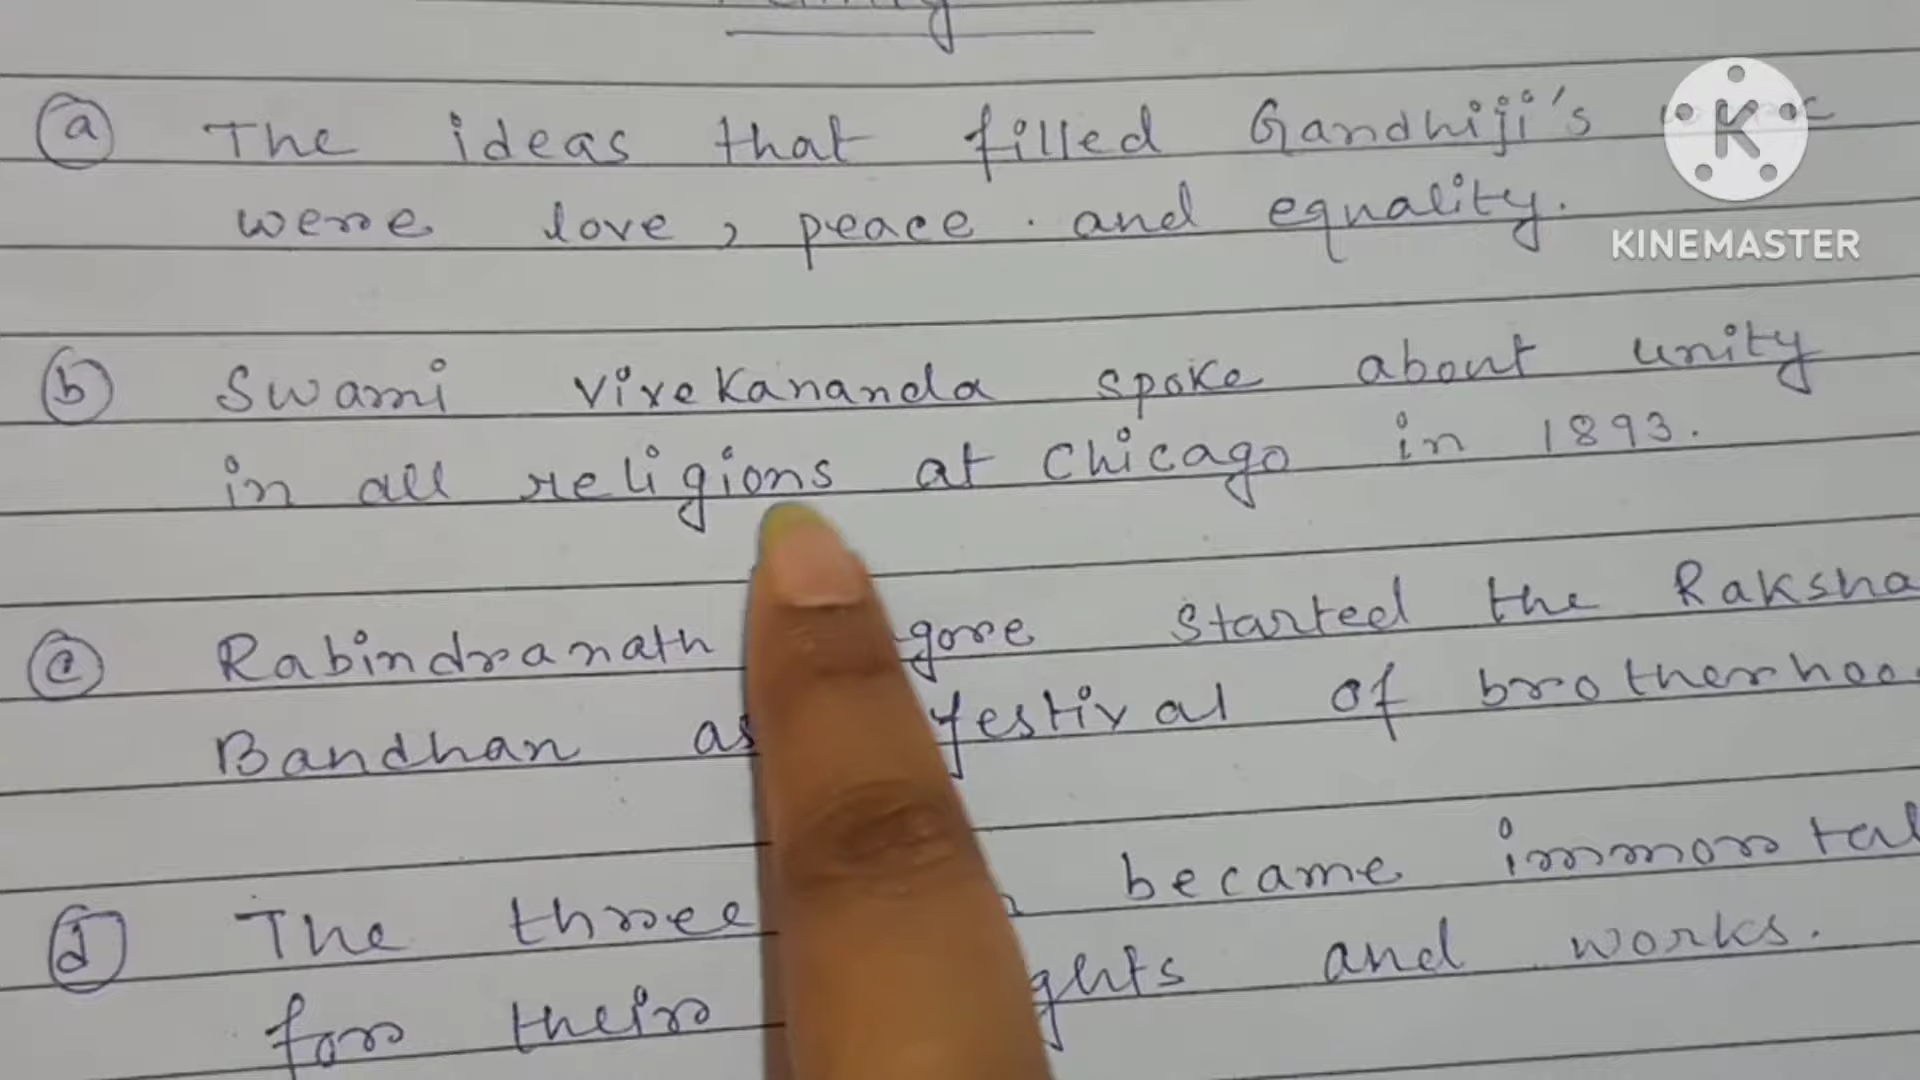 (a) The ideas that filled Gandhiji's
were love, peace . and equality.
KINEMASTER
(b) Swami Vivekananda spoke about unity
in all religions at Chicago in 1893.
(c) Rabindranath gore started the Raksha
Bandhan as festival of brotherhoo
(d) The three became immortal
for their ghts and works.